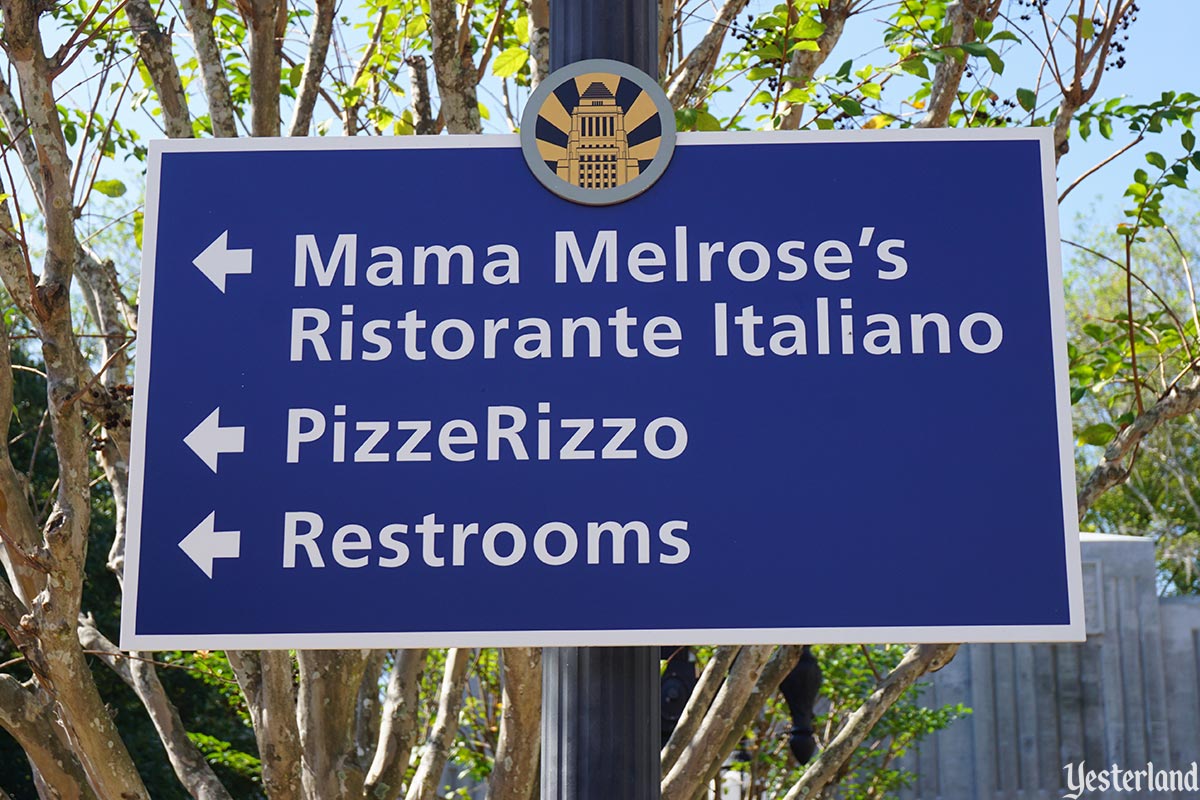 Mama Melrose's
Ristorante Italiano
PizzeRizzo
Restrooms
Yesterland